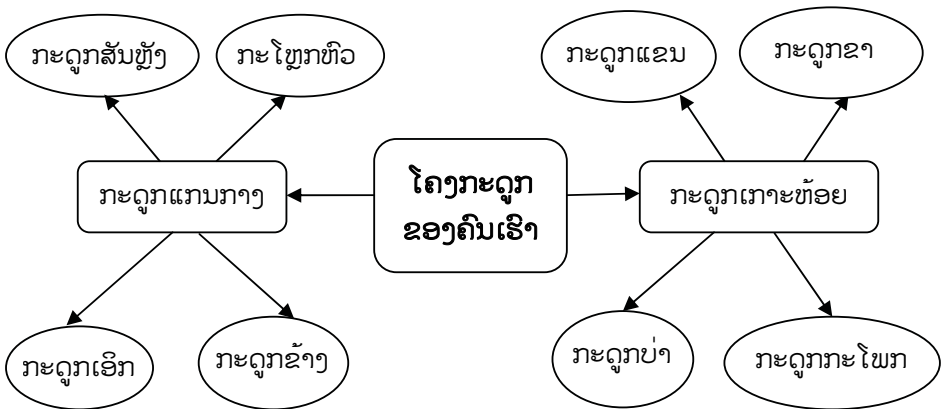 ກະດູກສັນຫຼັງ
ກະໂຫຼກຫົວ
ກະດູກແຂນ
ກະດູກຂາ
ກະດູກແກນກາງ
ໂຄງກະດູກ
ຂອງຄົນເຮົາ
ກະດູກເກາະຫ້ອຍ
ກະດູກເອິກ
ກະດູກຂ້າງ
ກະດູກບ່າ
ກະດູກກະໂພກ